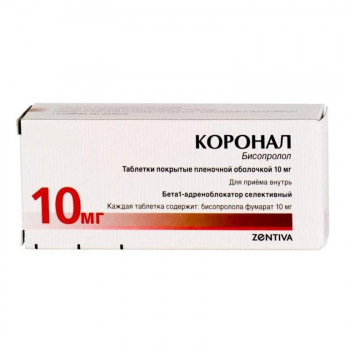 КОРОНАЛ
Бисопролол
Таблетки покрытые пленочной оболочкой 10 мг
Для приёма внутрь
Бета1-адреноблокатор селективный
10мг
Каждая таблетка содержит: бисопролола фумарат 10 мг
ZENTIVA